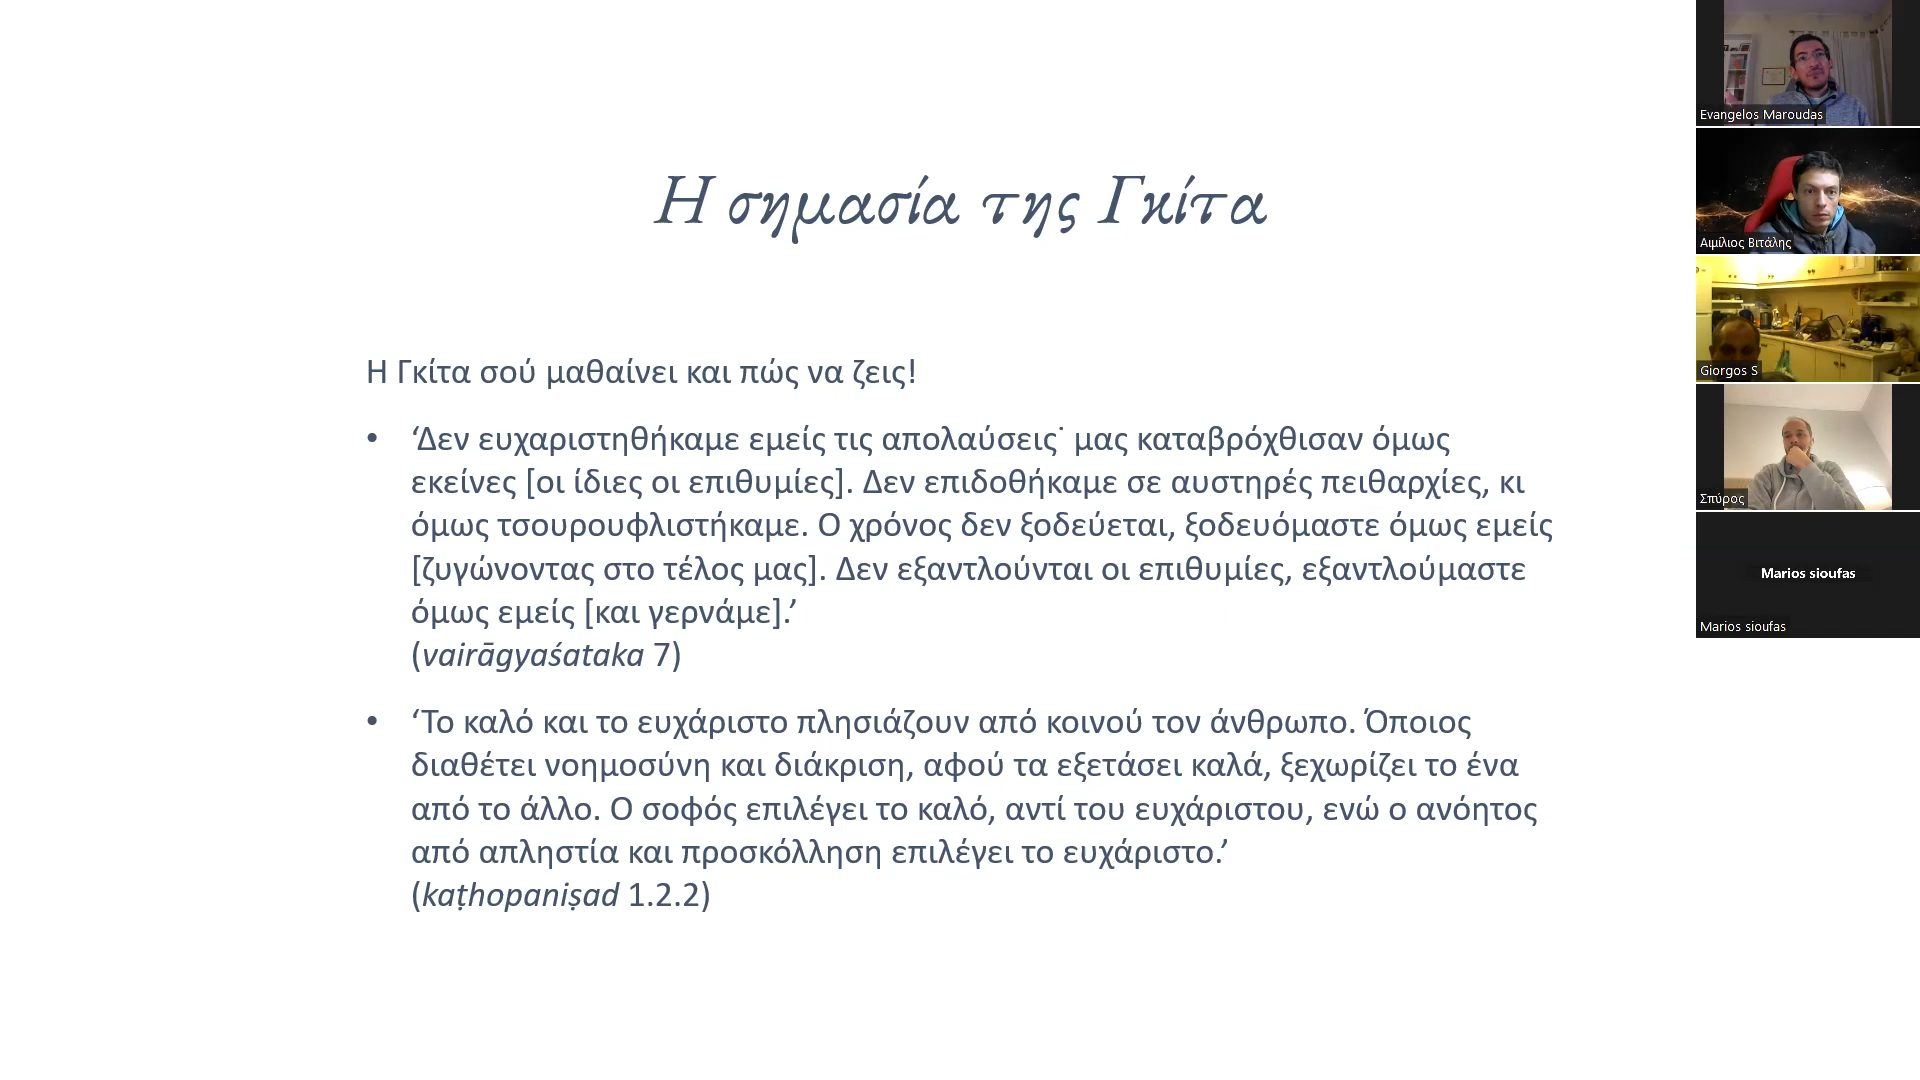 Η σημασία της Γκίτα
Η Γκίτα σού μαθαίνει και πώς να ζεις!
• ‘Δεν ευχαριστηθήκαμε εμείς τις απολαύσεις˙ μας καταβρόχθισαν όμως
εκείνες [οι ίδιες οι επιθυμίες]. Δεν επιδοθήκαμε σε αυστηρές πειθαρχίες, κι
όμως τσουρουφλιστήκαμε. Ο χρόνος δεν ξοδεύεται, ξοδευόμαστε όμως εμείς
[ζυγώνοντας στο τέλος μας]. Δεν εξαντλούνται οι επιθυμίες, εξαντλούμαστε
όμως εμείς [και γερνάμε].’
(vairāgyaśataka 7)
• ‘Το καλό και το ευχάριστο πλησιάζουν από κοινού τον άνθρωπο. Όποιος
διαθέτει νοημοσύνη και διάκριση, αφού τα εξετάσει καλά, ξεχωρίζει το ένα
από το άλλο. Ο σοφός επιλέγει το καλό, αντί του ευχάριστου, ενώ ο ανόητος
από απληστία και προσκόλληση επιλέγει το ευχάριστο.’
(kaṭhopaniṣad 1.2.2)
Evangelos Maroudas
Αιμίλιος Βιτάλης
Giorgos S
Σπύρος
Marios sioufas
Marios sioufas